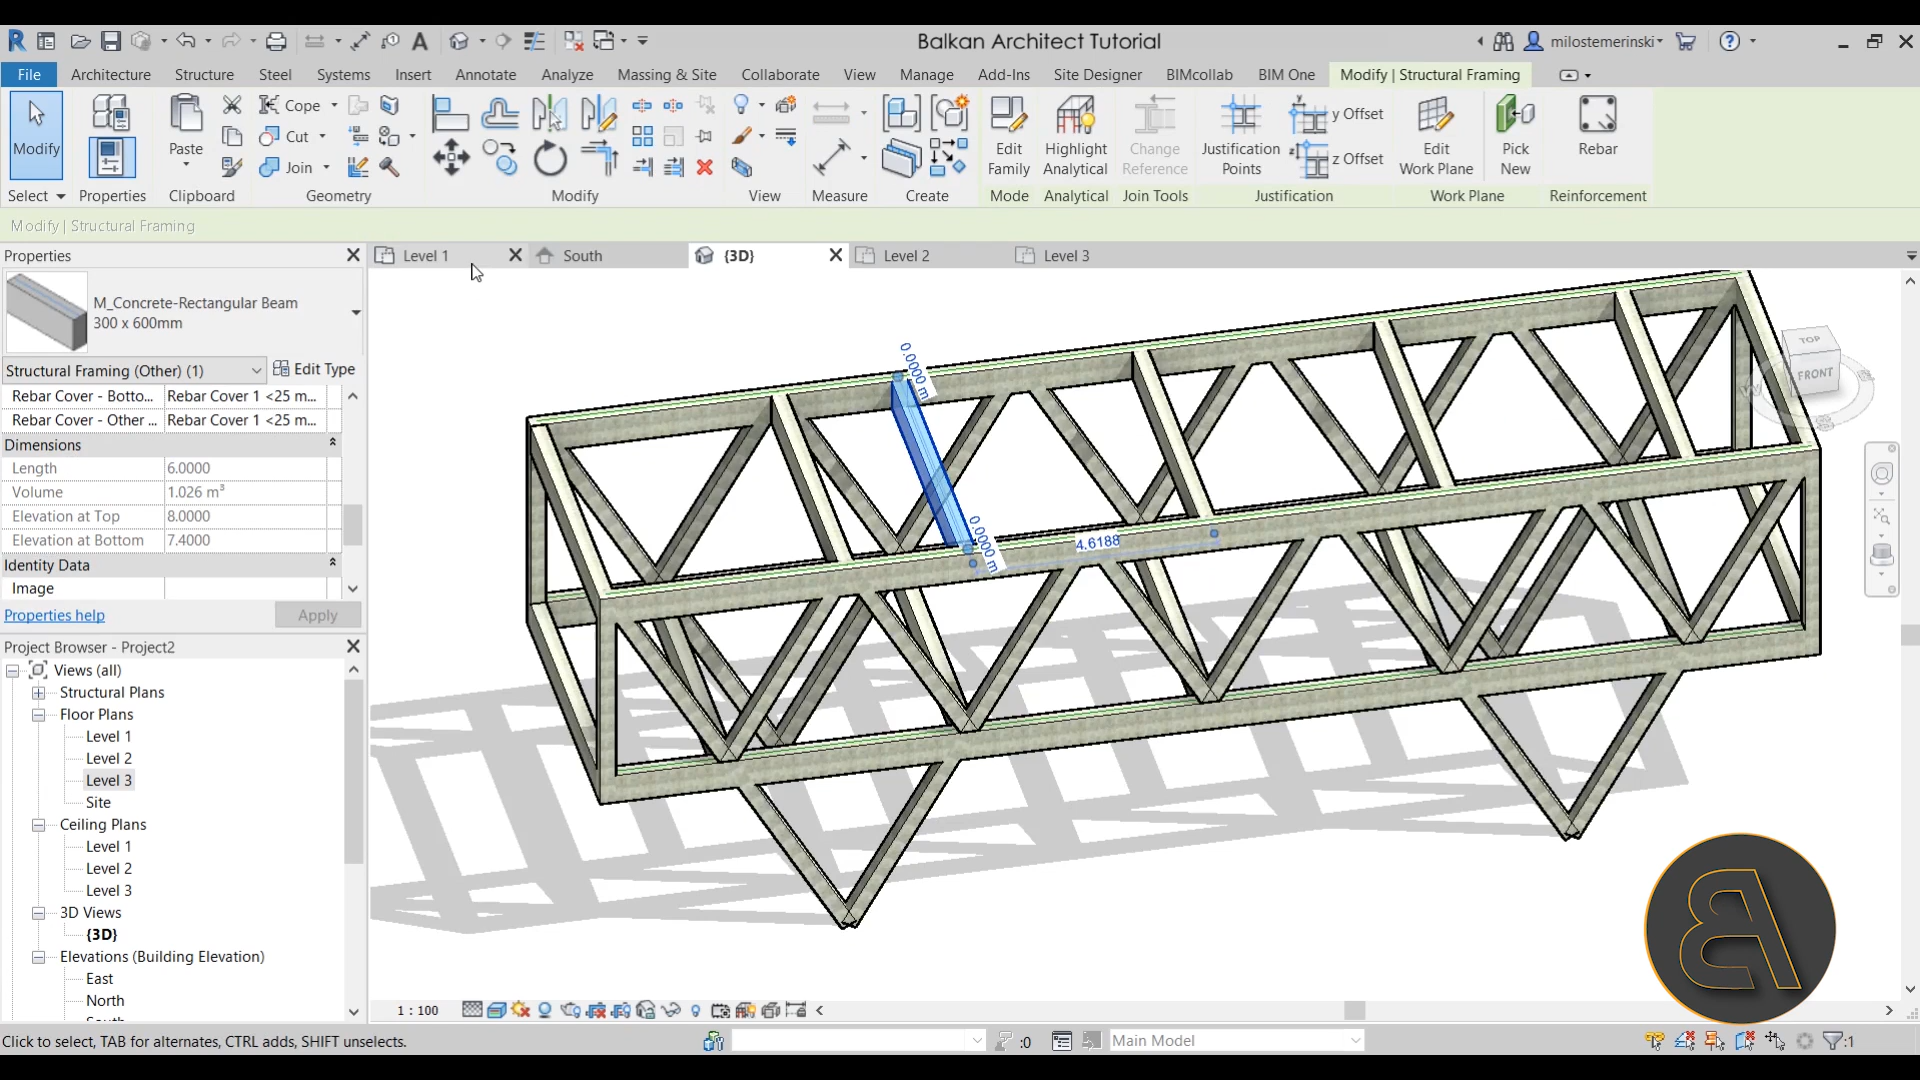 Balkan Architect Tutorial
milostemerinski
File
Architecture
Structure
Steel
Systems
Insert
Annotate
Analyze
Massing & Site
Collaborate
View
Manage
Add-Ins
Site Designer
BIMcollab
BIM One
Modify | Structural Framing
Modify
Paste
Cope
Cut
Join
Edit
Family
Highlight
Analytical
Change
Reference
Justification
Points
y Offset
z Offset
Edit
Work Plane
Pick
New
Rebar
Select
Properties
Clipboard
Geometry
Modify
View
Measure
Create
Mode
Analytical
Join Tools
Justification
Work Plane
Reinforcement
Modify | Structural Framing
Properties
Level 1
South
{3D}
Level 2
Level 3
M_Concrete-Rectangular Beam
300 x 600mm
Structural Framing (Other) (1)
Edit Type
Rebar Cover - Botto...
Rebar Cover 1 <25 m...
Rebar Cover - Other ...
Rebar Cover 1 <25 m...
Dimensions
Length
6.0000
Volume
1.026 m³
Elevation at Top
8.0000
Elevation at Bottom
7.4000
Identity Data
Image
Properties help
Apply
Project Browser - Project2
Views (all)
Structural Plans
Floor Plans
Level 1
Level 2
Level 3
Site
Ceiling Plans
Level 1
Level 2
Level 3
3D Views
{3D}
Elevations (Building Elevation)
East
North
0.0000 m
0.0000 m
4.6188
TOP
FRONT
1 : 100
Click to select, TAB for alternates, CTRL adds, SHIFT unselects.
:0
Main Model
:1